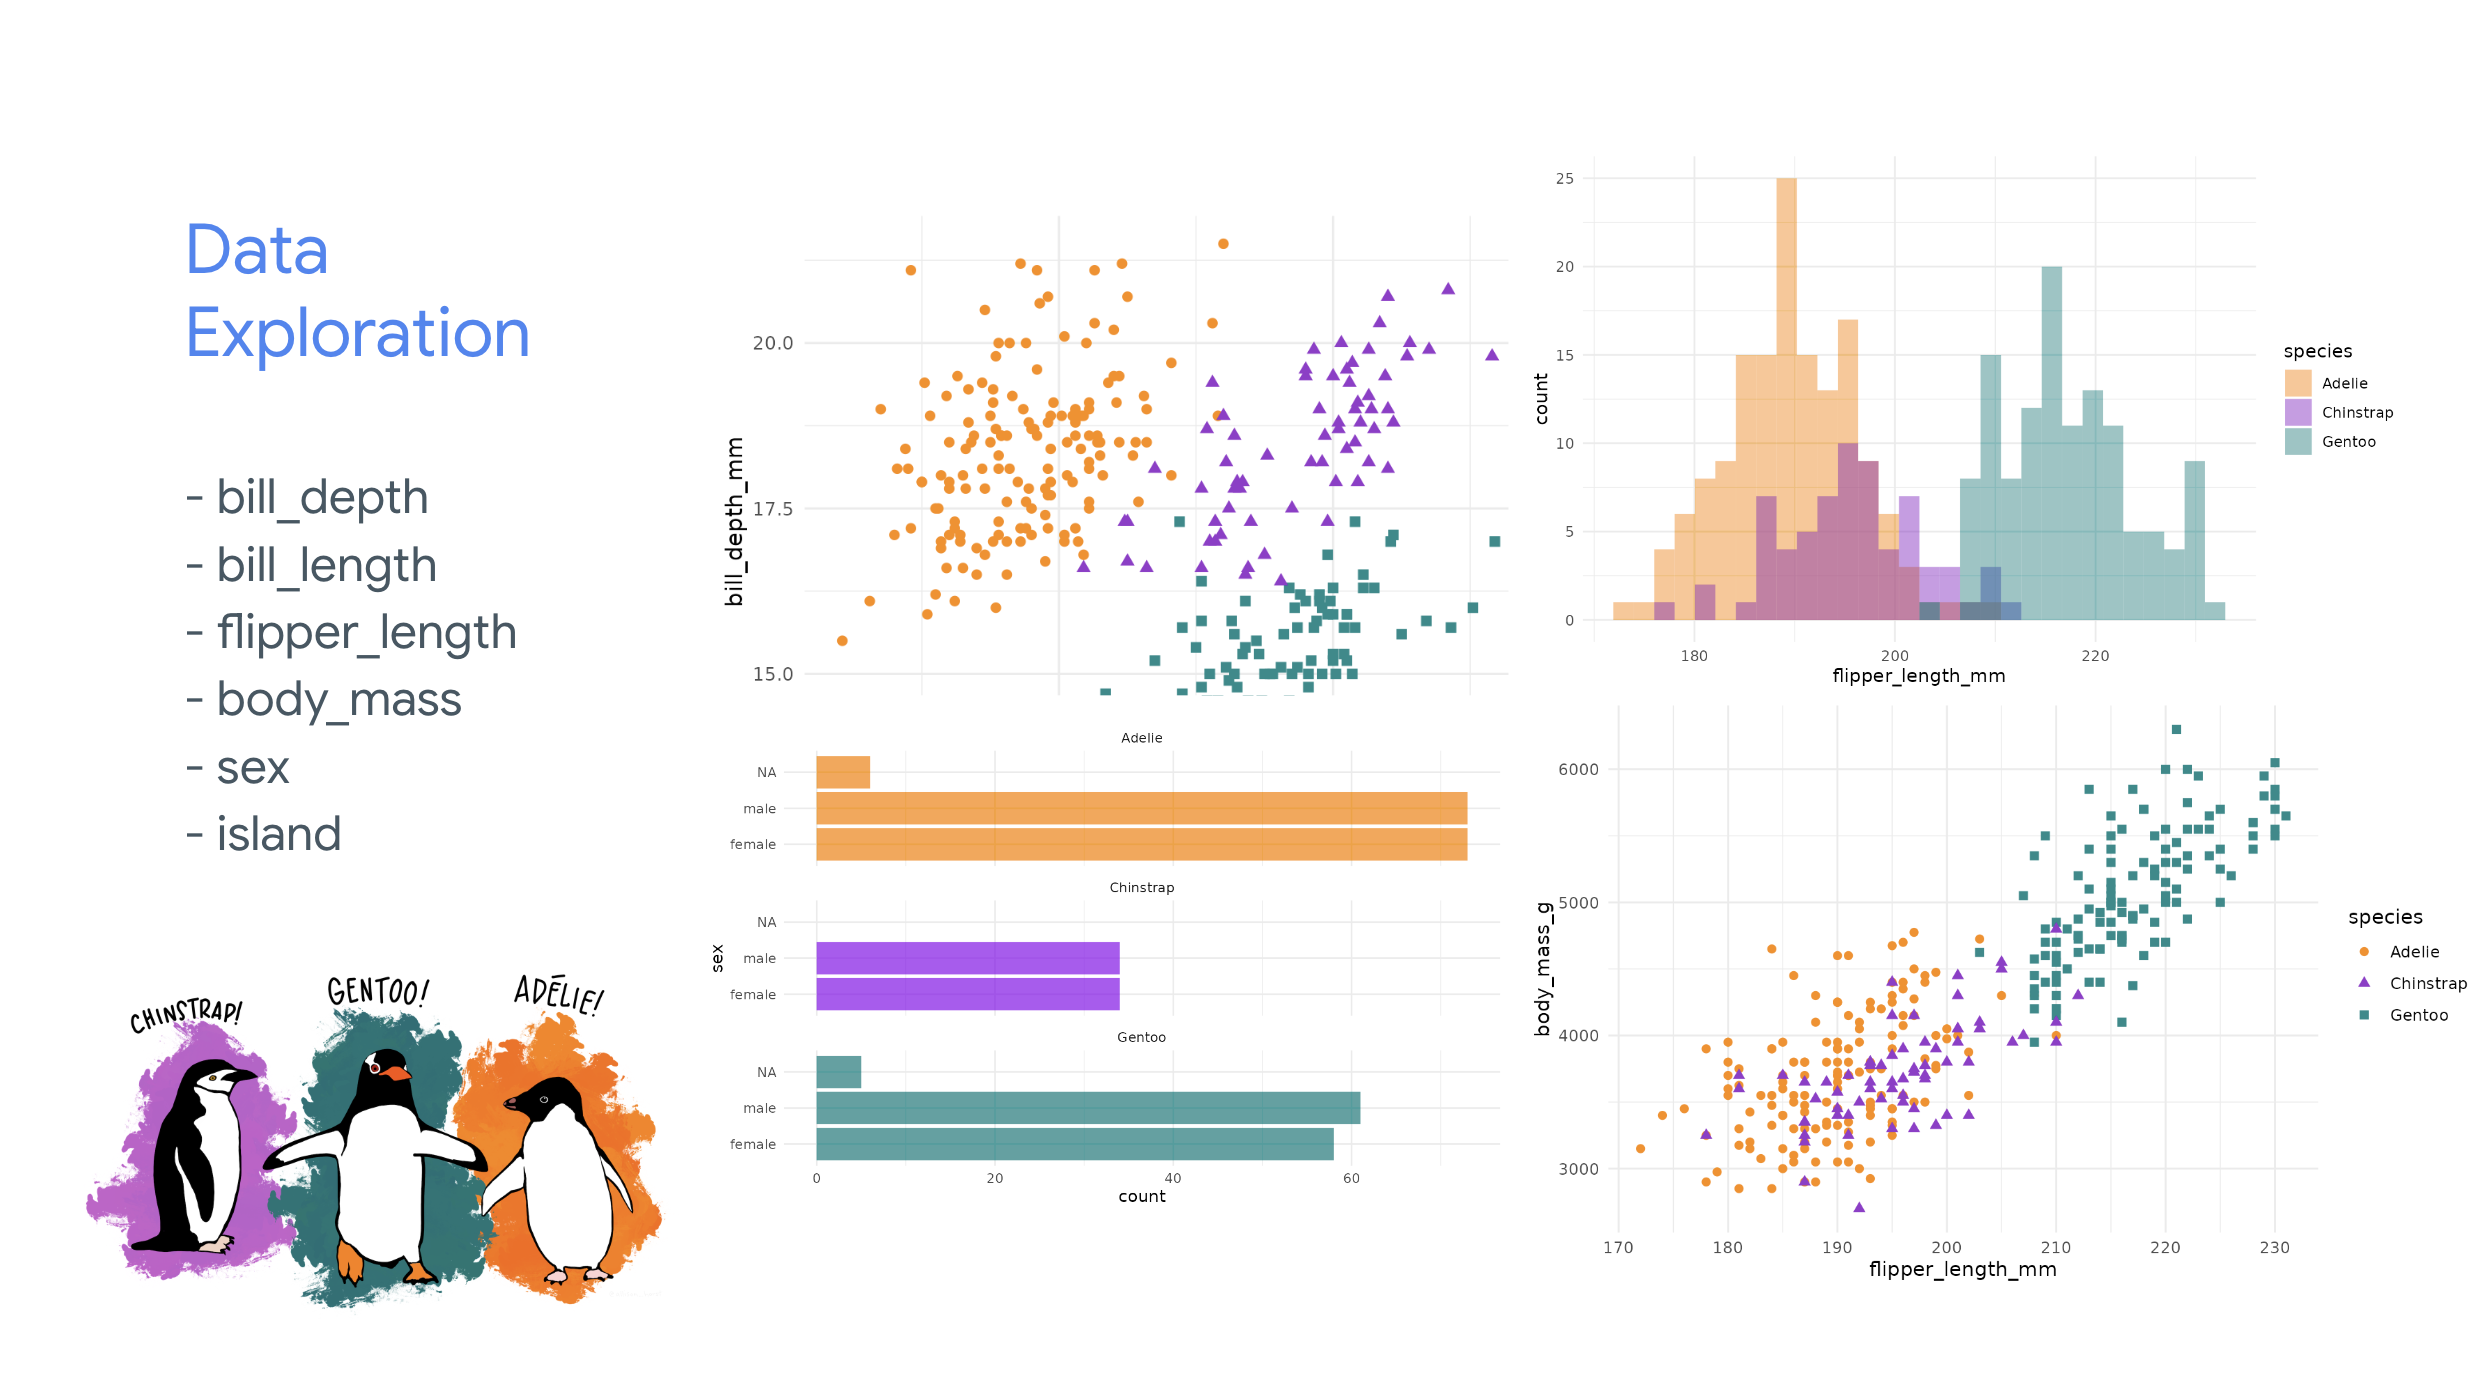 Data
Exploration
- bill_depth
- bill_length
- flipper_length
- body_mass
- sex
- island
CHINSTRAP!
GENTOO!
ADÉLIE!
bill_depth_mm
20.0
17.5
15.0
Adelie
NA
male
female
Chinstrap
sex
NA
male
female
Gentoo
NA
male
female
0 20 40 60
count
count
25
20
15
10
5
0
180 200 220
flipper_length_mm
species
Adelie
Chinstrap
Gentoo
body_mass_g
6000
5000
4000
3000
170 180 190 200 210 220 230
flipper_length_mm
species
Adelie
Chinstrap
Gentoo